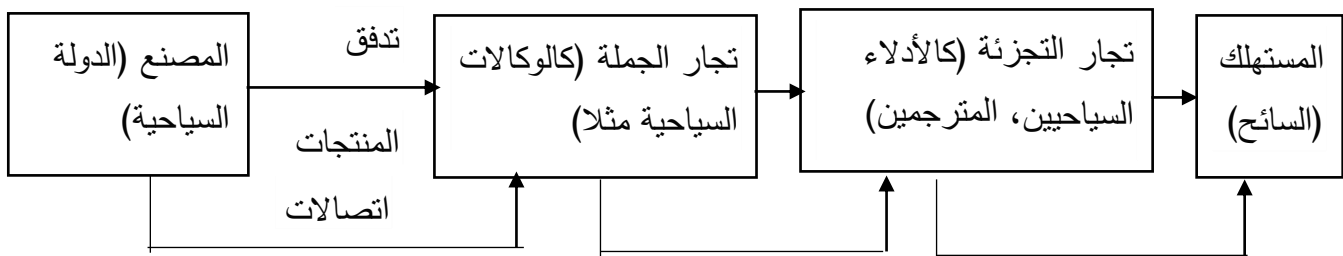 المصنع (الدولة
السياحية)
تدفق
المنتجات
اتصالات
تجار الجملة (كالوكالات
السياحية مثلا)
تجار التجزئة (كالأدلاء
السياحيين، المترجمين)
المستهلك
(السائح)